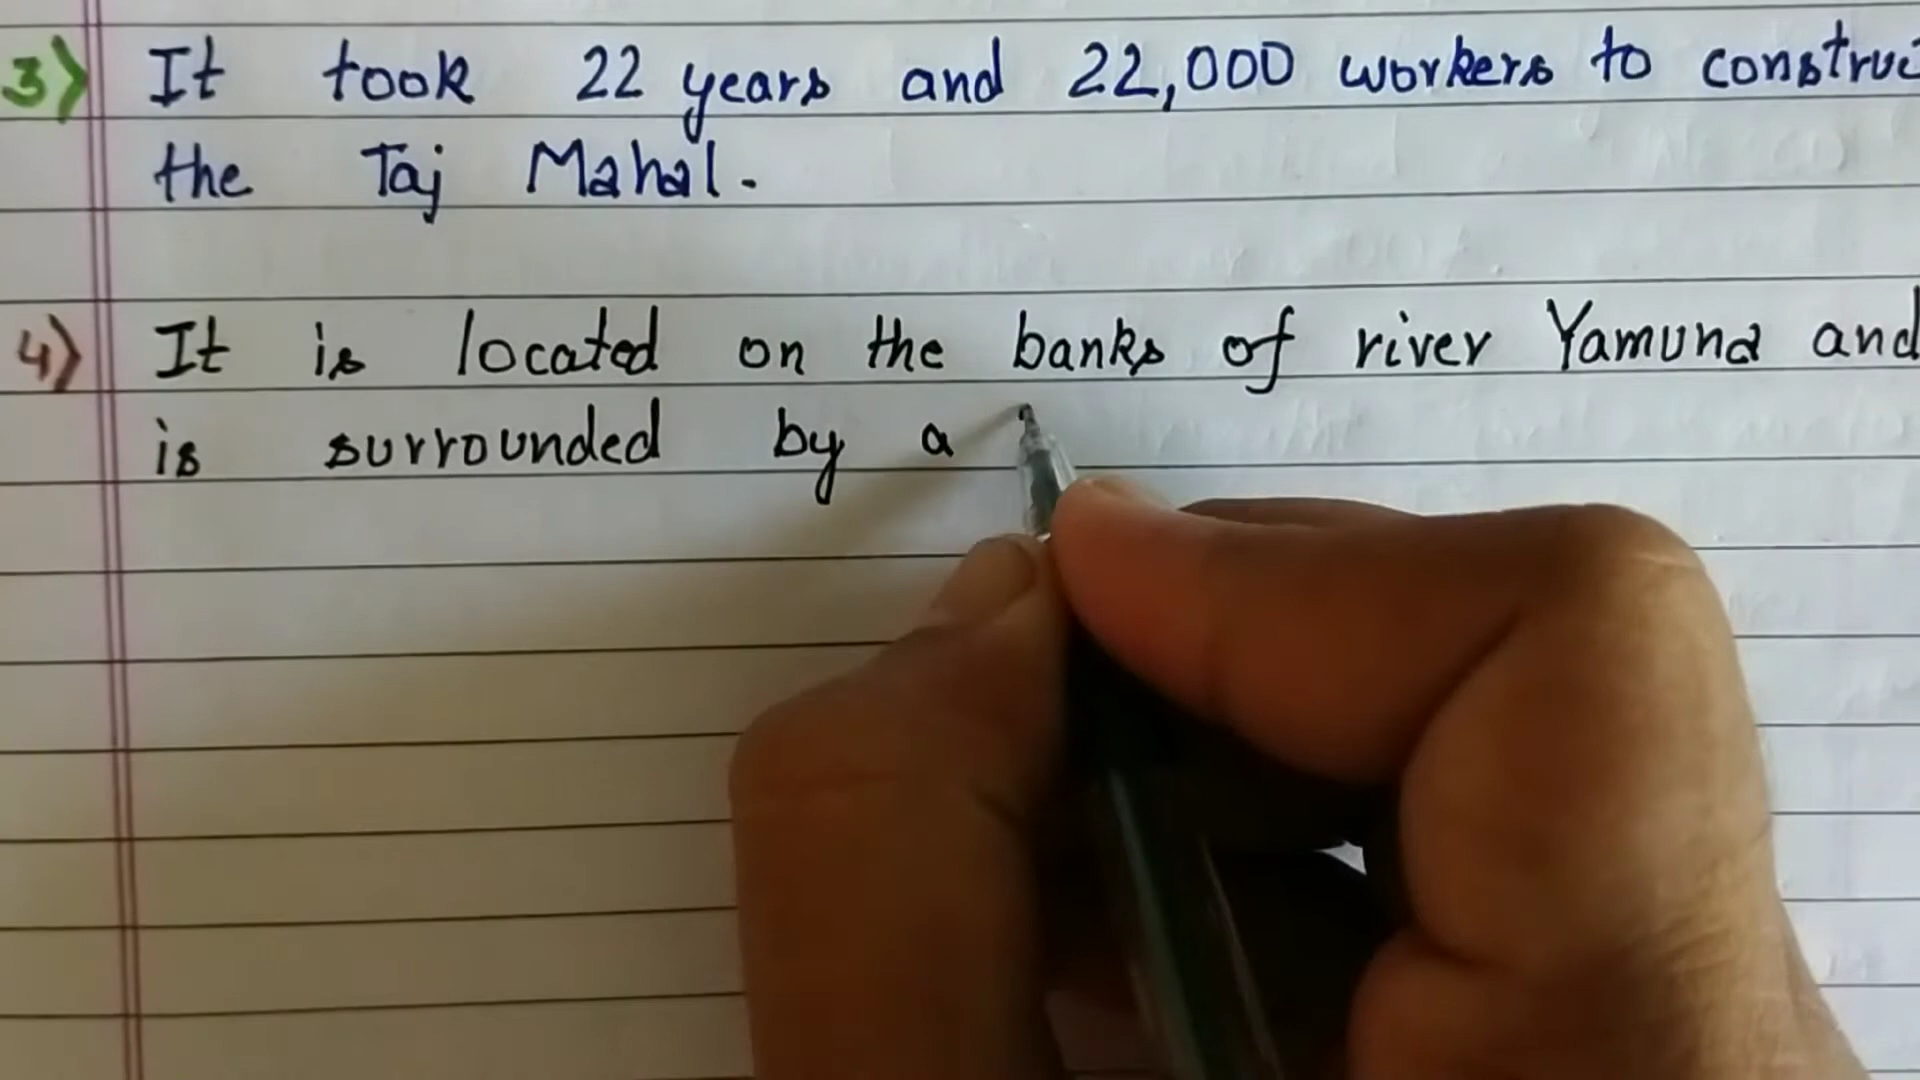 3) It took 22 years and 22,000 workers to construc
the Taj Mahal.
4) It is located on the banks of river Yamuna and
is surrounded by a